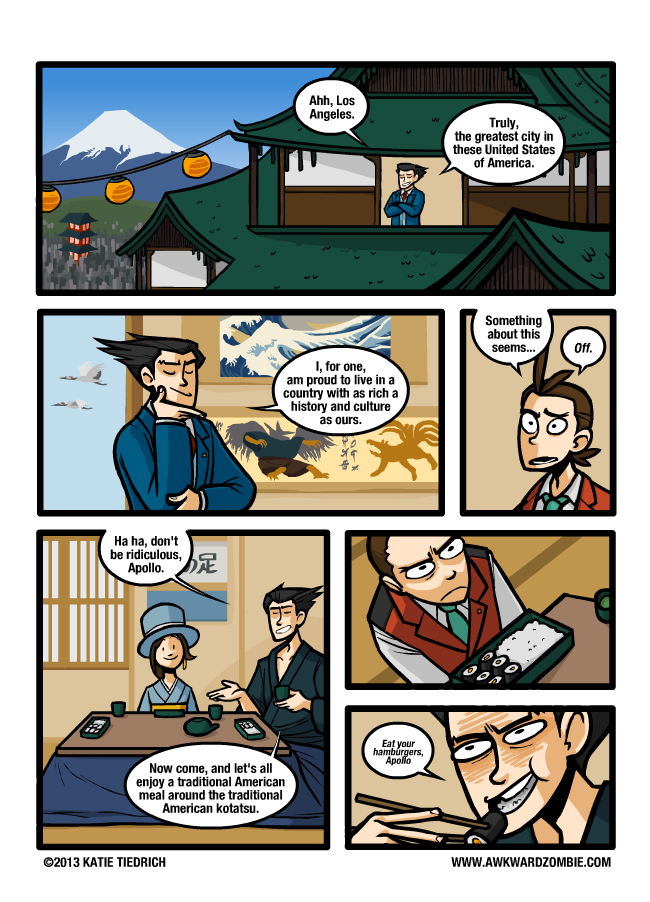 Ahh, Los
Angeles.
Truly,
the greatest city in
these United States
of America.
I, for one,
am proud to live in a
country with as rich a
history and culture
as ours.
Something
about this
seems...
Off.
Ha ha, don't
be ridiculous,
Apollo.
の足
Now come, and let's all
enjoy a traditional American
meal around the traditional
American kotatsu.
Eat your
hamburgers,
Apollo
©2013 KATIE TIEDRICH
WWW.AWKWARDZOMBIE.COM